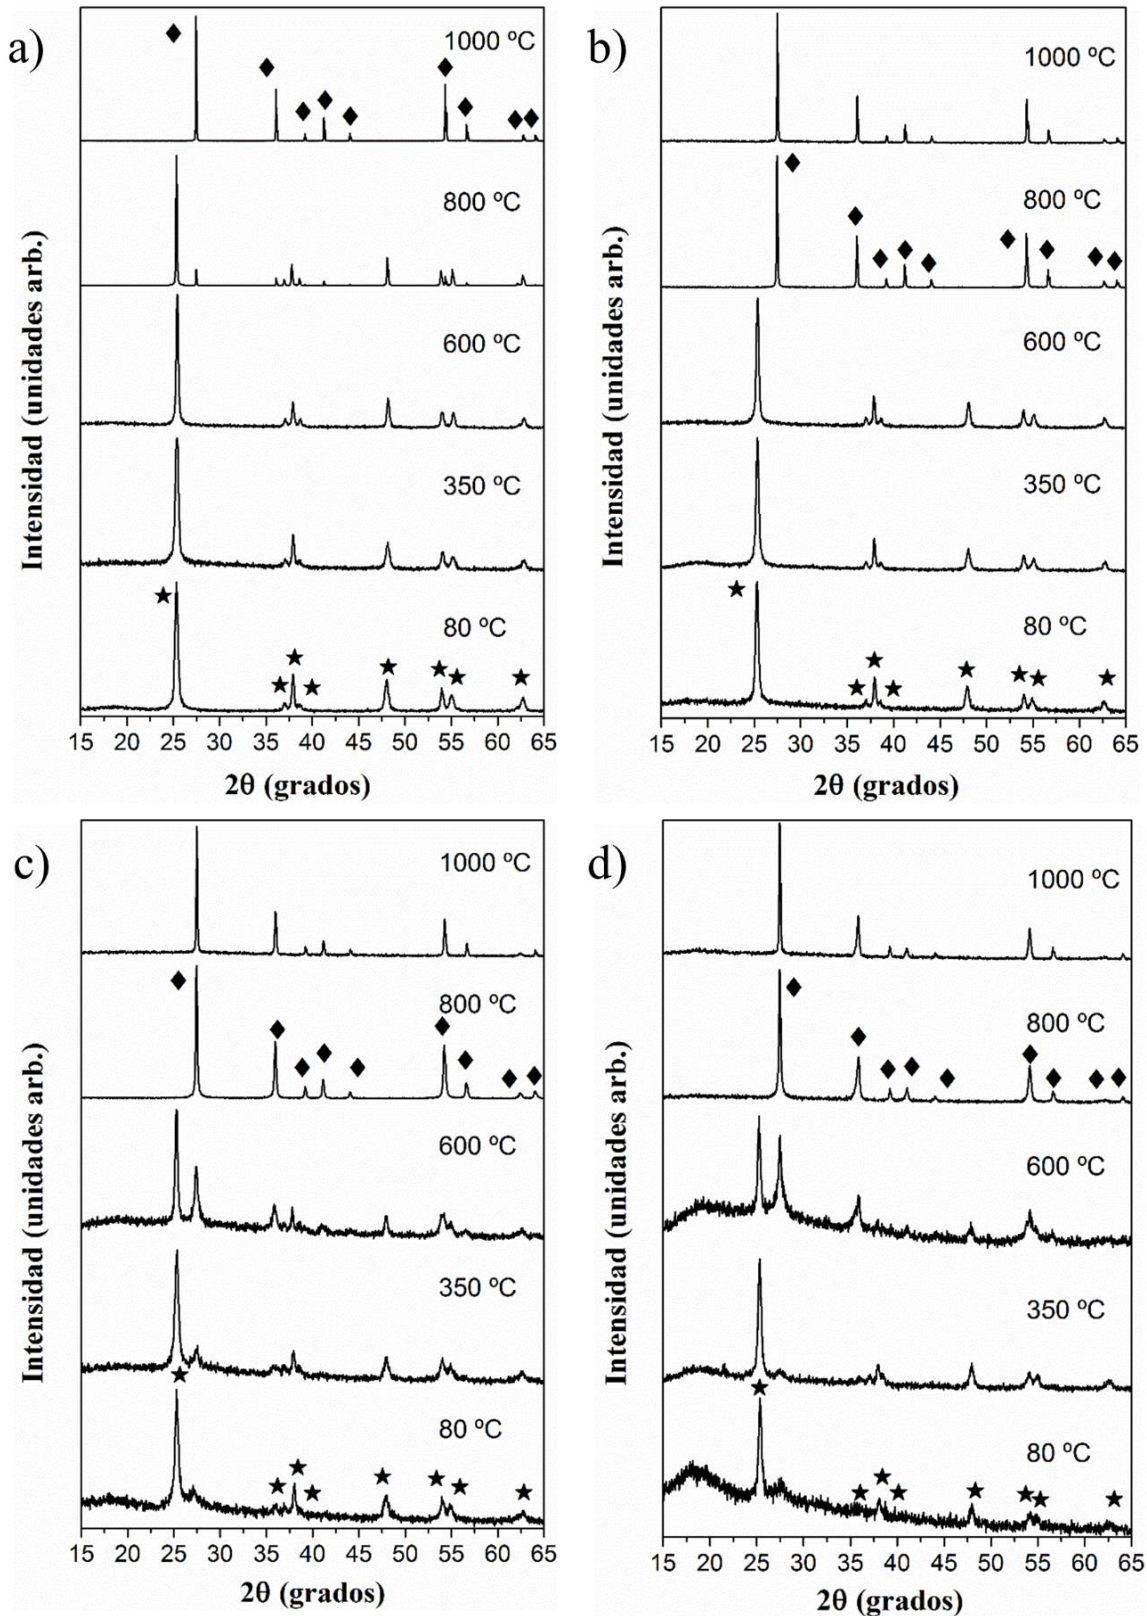 a)
1000 ºC
800 ºC
600 ºC
350 ºC
80 ºC
Intensidad (unidades arb.)
15 20 25 30 35 40 45 50 55 60 65
2θ (grados)
b)
1000 ºC
800 ºC
600 ºC
350 ºC
80 ºC
Intensidad (unidades arb.)
15 20 25 30 35 40 45 50 55 60 65
2θ (grados)
c)
1000 ºC
800 ºC
600 ºC
350 ºC
80 ºC
Intensidad (unidades arb.)
15 20 25 30 35 40 45 50 55 60 65
2θ (grados)
d)
1000 ºC
800 ºC
600 ºC
350 ºC
80 ºC
Intensidad (unidades arb.)
15 20 25 30 35 40 45 50 55 60 65
2θ (grados)